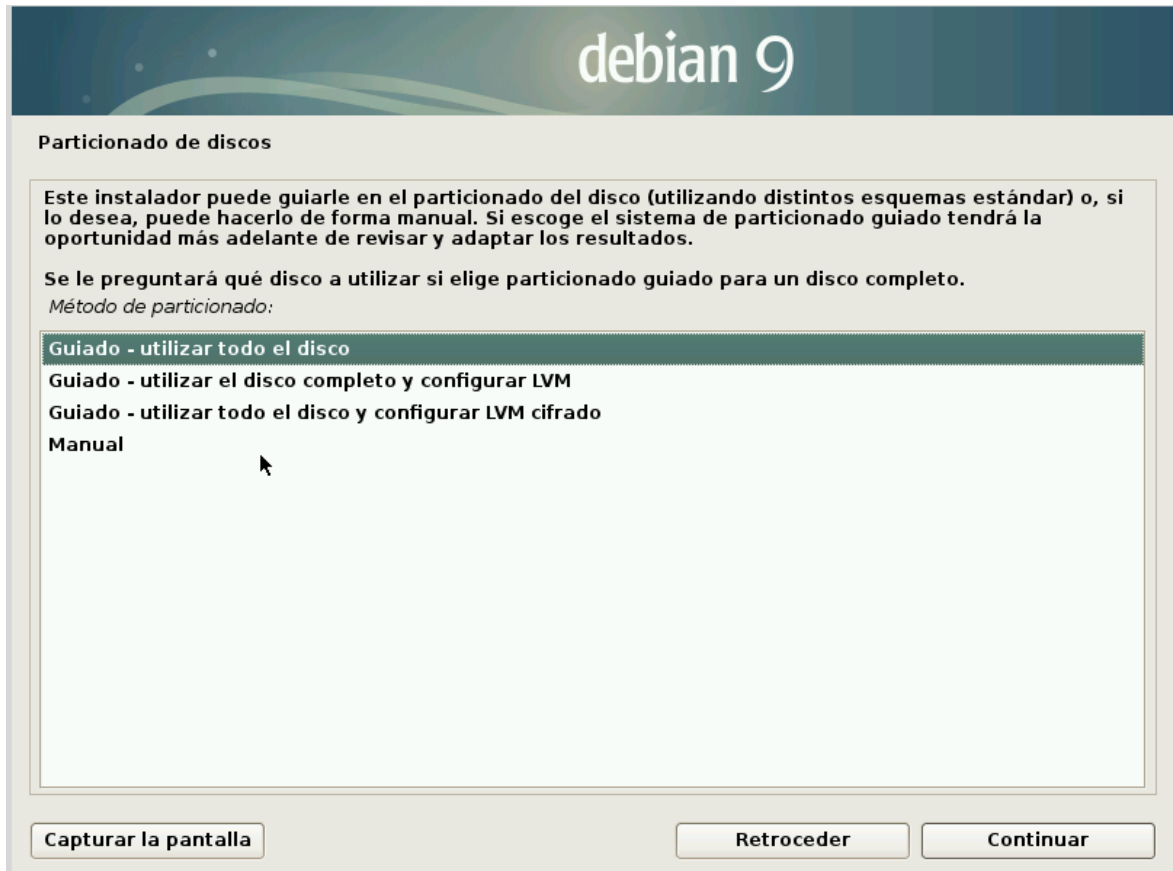 debian 9
Particionado de discos
Este instalador puede guiarle en el particionado del disco (utilizando distintos esquemas estándar) o, si
lo desea, puede hacerlo de forma manual. Si escoge el sistema de particionado guiado tendrá la
oportunidad más adelante de revisar y adaptar los resultados.
Se le preguntará qué disco a utilizar si elige particionado guiado para un disco completo.
Método de particionado:
Guiado - utilizar todo el disco
Guiado - utilizar el disco completo y configurar LVM
Guiado - utilizar todo el disco y configurar LVM cifrado
Manual
Capturar la pantalla
Retroceder
Continuar